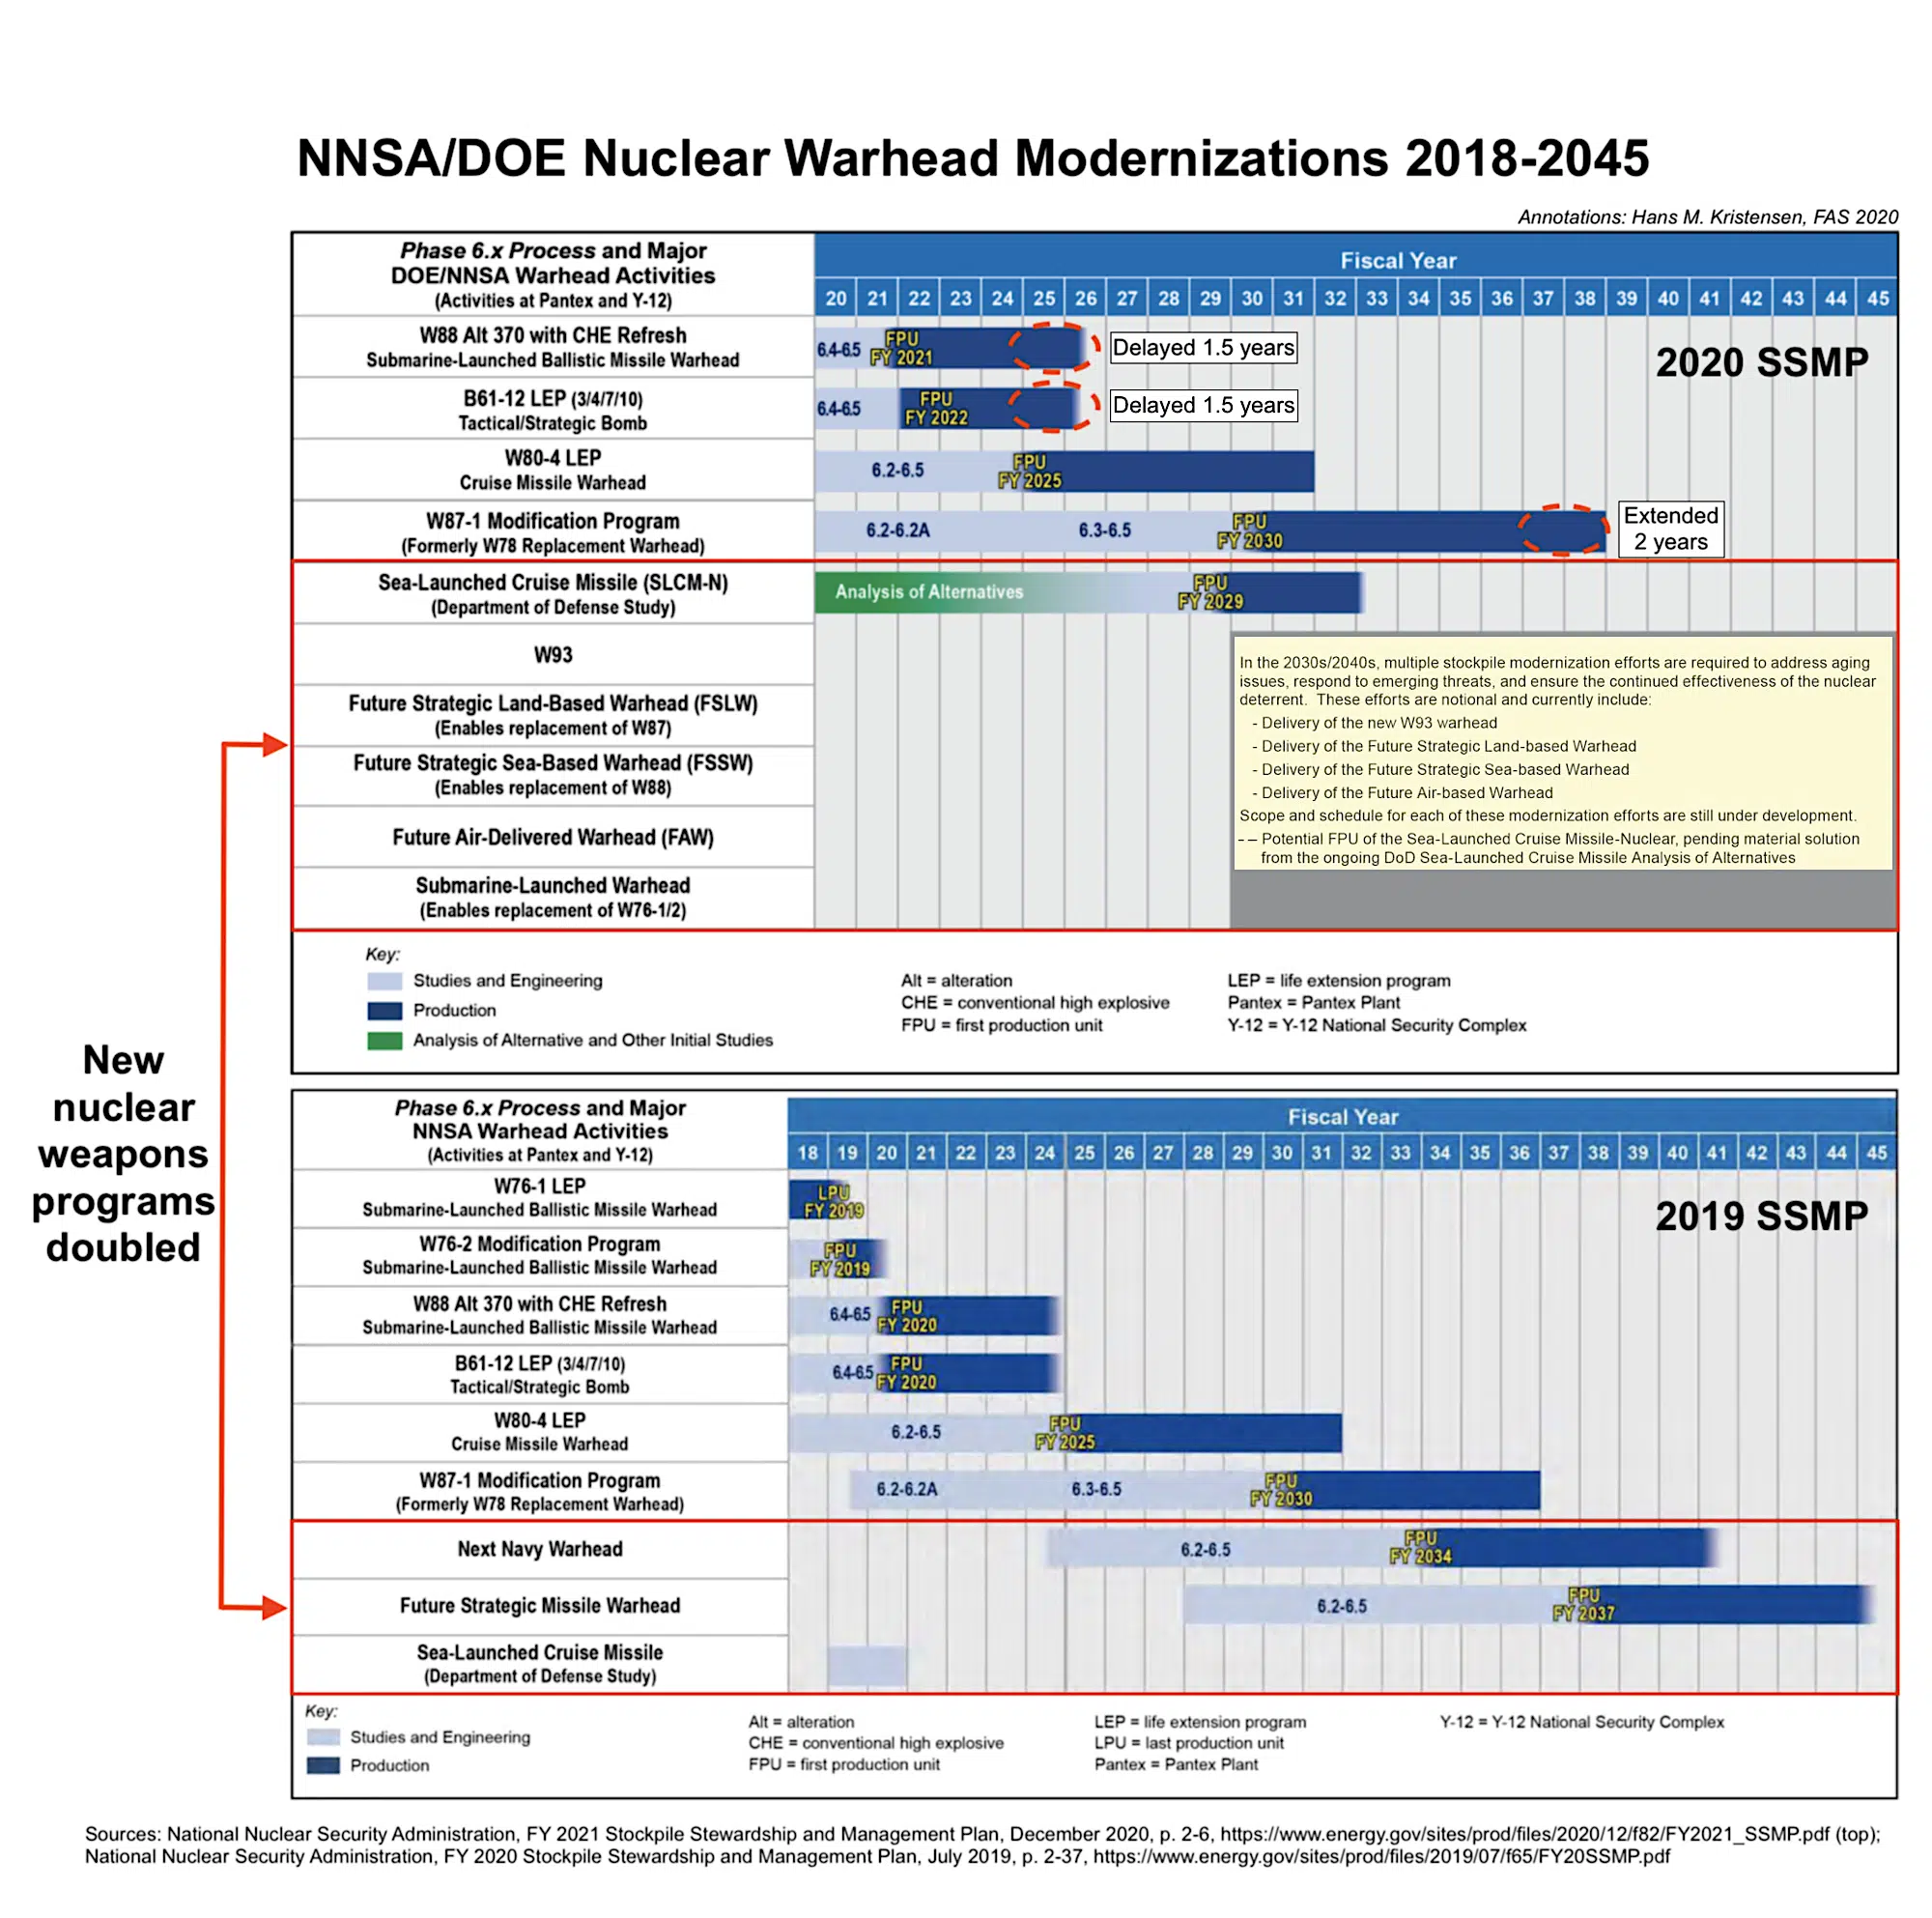 NNSA/DOE Nuclear Warhead Modernizations 2018-2045
Annotations: Hans M. Kristensen, FAS 2020
Phase 6.x Process and Major
DOE/NNSA Warhead Activities
(Activities at Pantex and Y-12)
Fiscal Year
20 21 22 23 24 25 26 27 28 29 30 31 32 33 34 35 36 37 38 39 40 41 42 43 44 45
2020 SSMP
W88 Alt 370 with CHE Refresh
Submarine-Launched Ballistic Missile Warhead
6.4-6.5
FPU
FY 2021
Delayed 1.5 years
B61-12 LEP (3/4/7/10)
Tactical/Strategic Bomb
6.4-6.5
FPU
FY 2022
Delayed 1.5 years
W80-4 LEP
Cruise Missile Warhead
6.2-6.5
FPU
FY 2025
W87-1 Modification Program
(Formerly W78 Replacement Warhead)
6.2-6.2A
6.3-6.5
FPU
FY 2030
Extended
2 years
Sea-Launched Cruise Missile (SLCM-N)
(Department of Defense Study)
Analysis of Alternatives
FPU
FY 2029
W93
Future Strategic Land-Based Warhead (FSLW)
(Enables replacement of W87)
Future Strategic Sea-Based Warhead (FSSW)
(Enables replacement of W88)
Future Air-Delivered Warhead (FAW)
Submarine-Launched Warhead
(Enables replacement of W76-1/2)
In the 2030s/2040s, multiple stockpile modernization efforts are required to address aging
issues, respond to emerging threats, and ensure the continued effectiveness of the nuclear
deterrent. These efforts are notional and currently include:
- Delivery of the new W93 warhead
- Delivery of the Future Strategic Land-based Warhead
- Delivery of the Future Strategic Sea-based Warhead
- Delivery of the Future Air-based Warhead
Scope and schedule for each of these modernization efforts are still under development.
-- Potential FPU of the Sea-Launched Cruise Missile-Nuclear, pending material solution
from the ongoing DoD Sea-Launched Cruise Missile Analysis of Alternatives
Key:
Studies and Engineering
Production
Analysis of Alternative and Other Initial Studies
Alt = alteration
CHE = conventional high explosive
FPU = first production unit
LEP = life extension program
Pantex = Pantex Plant
Y-12 = Y-12 National Security Complex
New
nuclear
weapons
programs
doubled
Phase 6.x Process and Major
NNSA Warhead Activities
(Activities at Pantex and Y-12)
Fiscal Year
18 19 20 21 22 23 24 25 26 27 28 29 30 31 32 33 34 35 36 37 38 39 40 41 42 43 44 45
2019 SSMP
W76-1 LEP
Submarine-Launched Ballistic Missile Warhead
LPU
FY 2019
W76-2 Modification Program
Submarine-Launched Ballistic Missile Warhead
FPU
FY 2019
W88 Alt 370 with CHE Refresh
Submarine-Launched Ballistic Missile Warhead
6.4-6.5
FPU
FY 2020
B61-12 LEP (3/4/7/10)
Tactical/Strategic Bomb
6.4-6.5
FPU
FY 2020
W80-4 LEP
Cruise Missile Warhead
6.2-6.5
FPU
FY 2025
W87-1 Modification Program
(Formerly W78 Replacement Warhead)
6.2-6.2A
6.3-6.5
FPU
FY 2030
Next Navy Warhead
6.2-6.5
FPU
FY 2034
Future Strategic Missile Warhead
6.2-6.5
FPU
FY 2037
Sea-Launched Cruise Missile
(Department of Defense Study)
Key:
Studies and Engineering
Production
Alt = alteration
CHE = conventional high explosive
FPU = first production unit
LEP = life extension program
LPU = last production unit
Pantex = Pantex Plant
Y-12 = Y-12 National Security Complex
Sources: National Nuclear Security Administration, FY 2021 Stockpile Stewardship and Management Plan, December 2020, p. 2-6, https://www.energy.gov/sites/prod/files/2020/12/f82/FY2021_SSMP.pdf (top);
National Nuclear Security Administration, FY 2020 Stockpile Stewardship and Management Plan, July 2019, p. 2-37, https://www.energy.gov/sites/prod/files/2019/07/f65/FY20SSMP.pdf